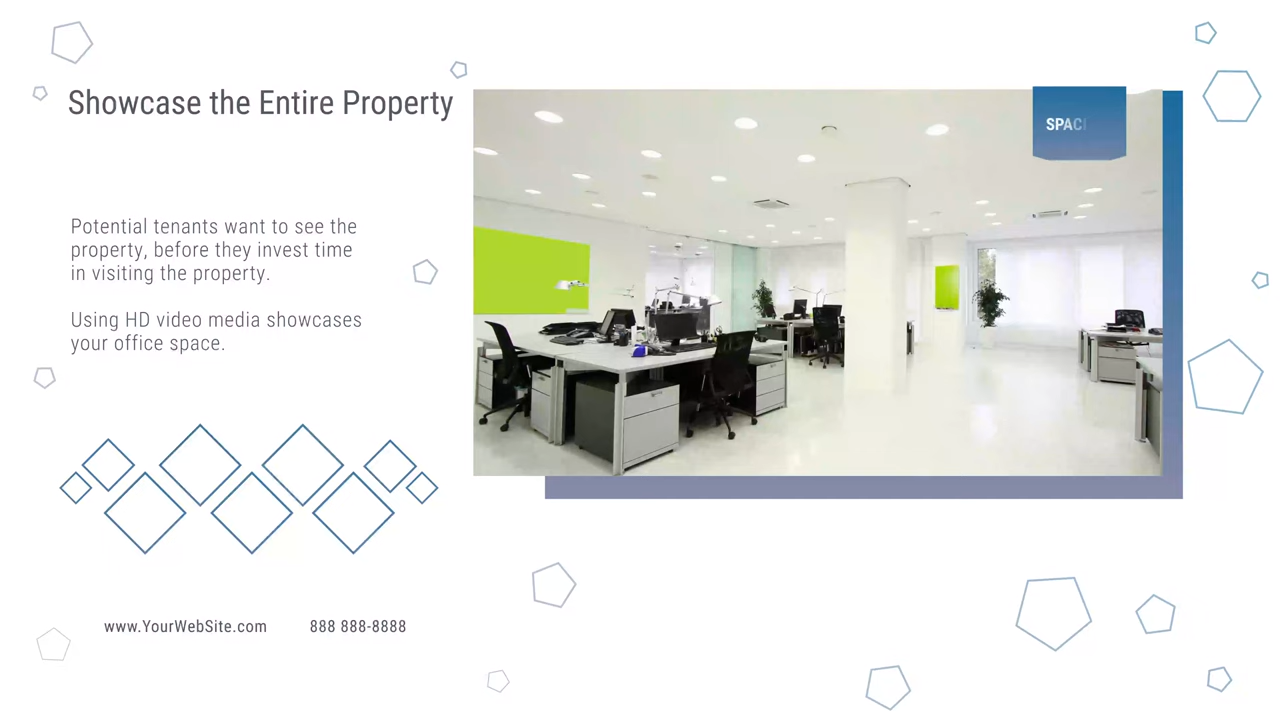 Showcase the Entire Property
Potential tenants want to see the
property, before they invest time
in visiting the property.
Using HD video media showcases
your office space.
www.YourWebSite.com 888 888-8888